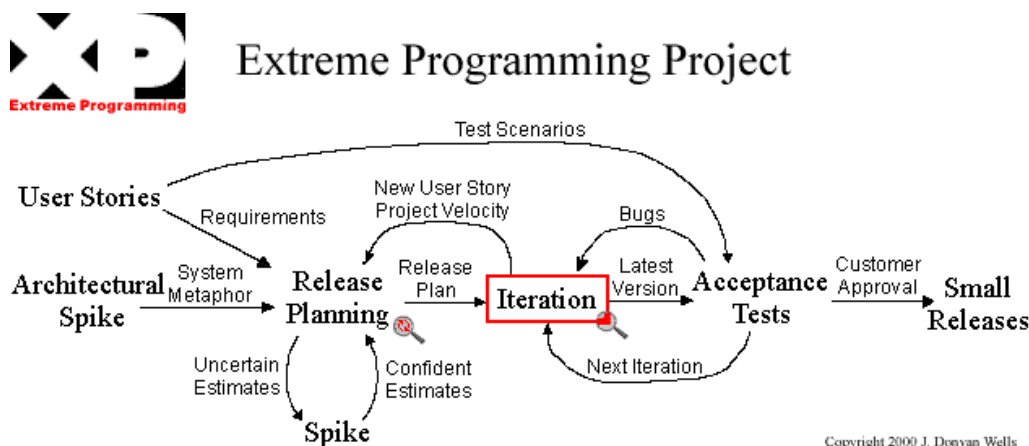 XP
Extreme Programming
Extreme Programming Project
Test Scenarios
User Stories
New User Story
Project Velocity
Requirements
Bugs
Architectural
Spike
System
Metaphor
Release
Planning
Release
Plan
Iteration
Latest
Version
Acceptance
Tests
Customer
Approval
Small
Releases
Uncertain
Estimates
Confident
Estimates
Next Iteration
Spike
Copyright 2000 J. Donvan Wells